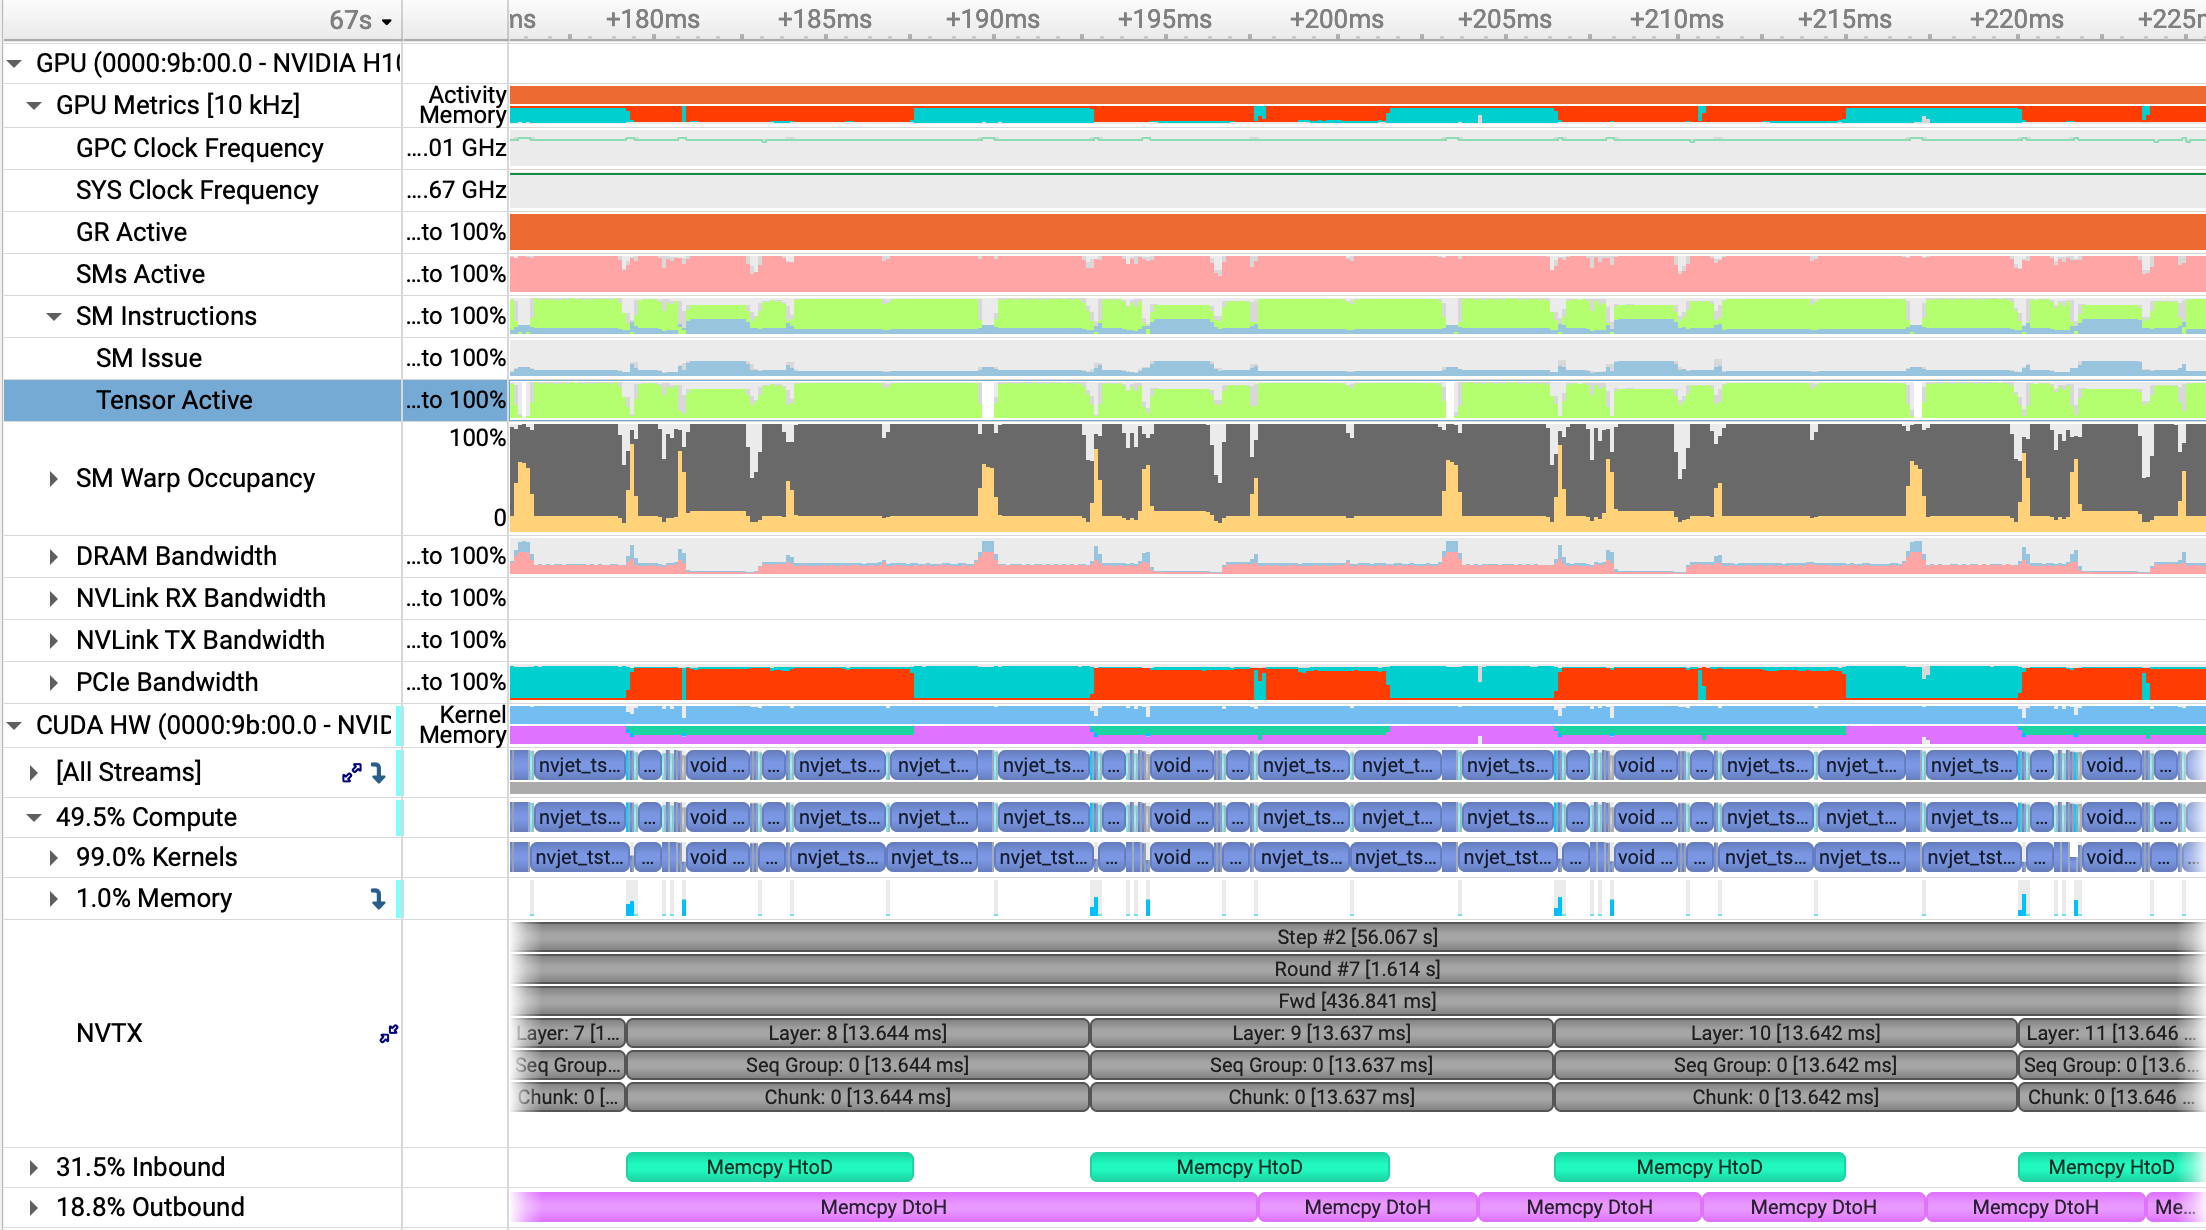 67s ms +180ms +185ms +190ms +195ms +200ms +205ms +210ms +215ms +220ms +225m
GPU (0000:9b:00.0 - NVIDIA H10
GPU Metrics [10 kHz] Activity Memory
GPC Clock Frequency ....01 GHz
SYS Clock Frequency ....67 GHz
GR Active ...to 100%
SMs Active ...to 100%
SM Instructions ...to 100%
SM Issue ...to 100%
Tensor Active ...to 100%
100%
SM Warp Occupancy
0
DRAM Bandwidth ...to 100%
NVLink RX Bandwidth ...to 100%
NVLink TX Bandwidth ...to 100%
PCIe Bandwidth ...to 100%
CUDA HW (0000:9b:00.0 - NVID Kernel Memory
[All Streams] nvjet_ts... ... void ... ... nvjet_ts... nvjet_t... nvjet_ts... ... void ... ... nvjet_ts... nvjet_t... nvjet_ts... ... void ... ... nvjet_ts... nvjet_t... nvjet_ts... ... void... ...
49.5% Compute nvjet_ts... ... void ... ... nvjet_ts... nvjet_t... nvjet_ts... ... void ... ... nvjet_ts... nvjet_t... nvjet_ts... ... void ... ... nvjet_ts... nvjet_t... nvjet_ts... ... void... ...
99.0% Kernels nvjet_tst... ... void ... ... nvjet_ts... nvjet_ts... nvjet_tst... ... void ... ... nvjet_ts... nvjet_ts... nvjet_tst... ... void ... ... nvjet_ts... nvjet_ts... nvjet_tst... ... void... ... ...
1.0% Memory
Step #2 [56.067 s]
Round #7 [1.614 s]
Fwd [436.841 ms]
NVTX Layer: 7 [1... Layer: 8 [13.644 ms] Layer: 9 [13.637 ms] Layer: 10 [13.642 ms] Layer: 11 [13.646 ...
Seq Group... Seq Group: 0 [13.644 ms] Seq Group: 0 [13.637 ms] Seq Group: 0 [13.642 ms] Seq Group: 0 [13.6...
Chunk: 0 [... Chunk: 0 [13.644 ms] Chunk: 0 [13.637 ms] Chunk: 0 [13.642 ms] Chunk: 0 [13.646 ...
31.5% Inbound Memcpy HtoD Memcpy HtoD Memcpy HtoD Memcpy HtoD
18.8% Outbound Memcpy DtoH Memcpy DtoH Memcpy DtoH Memcpy DtoH Memcpy DtoH Me...